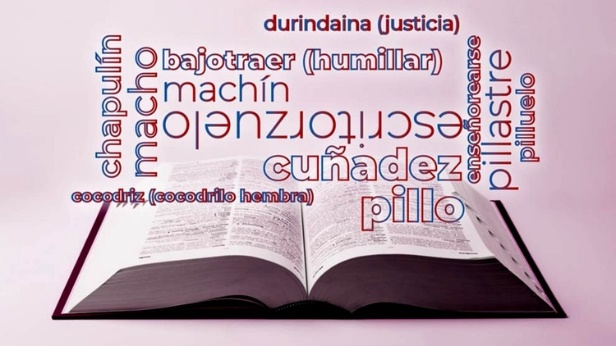 durindaina (justicia)
chapulín
macho
bajotraer (humillar)
machín
escritorzuelo
cuñadez
pillo
enseñorearse
pillastre
pilluelo
cocodriz (cocodrilo hembra)